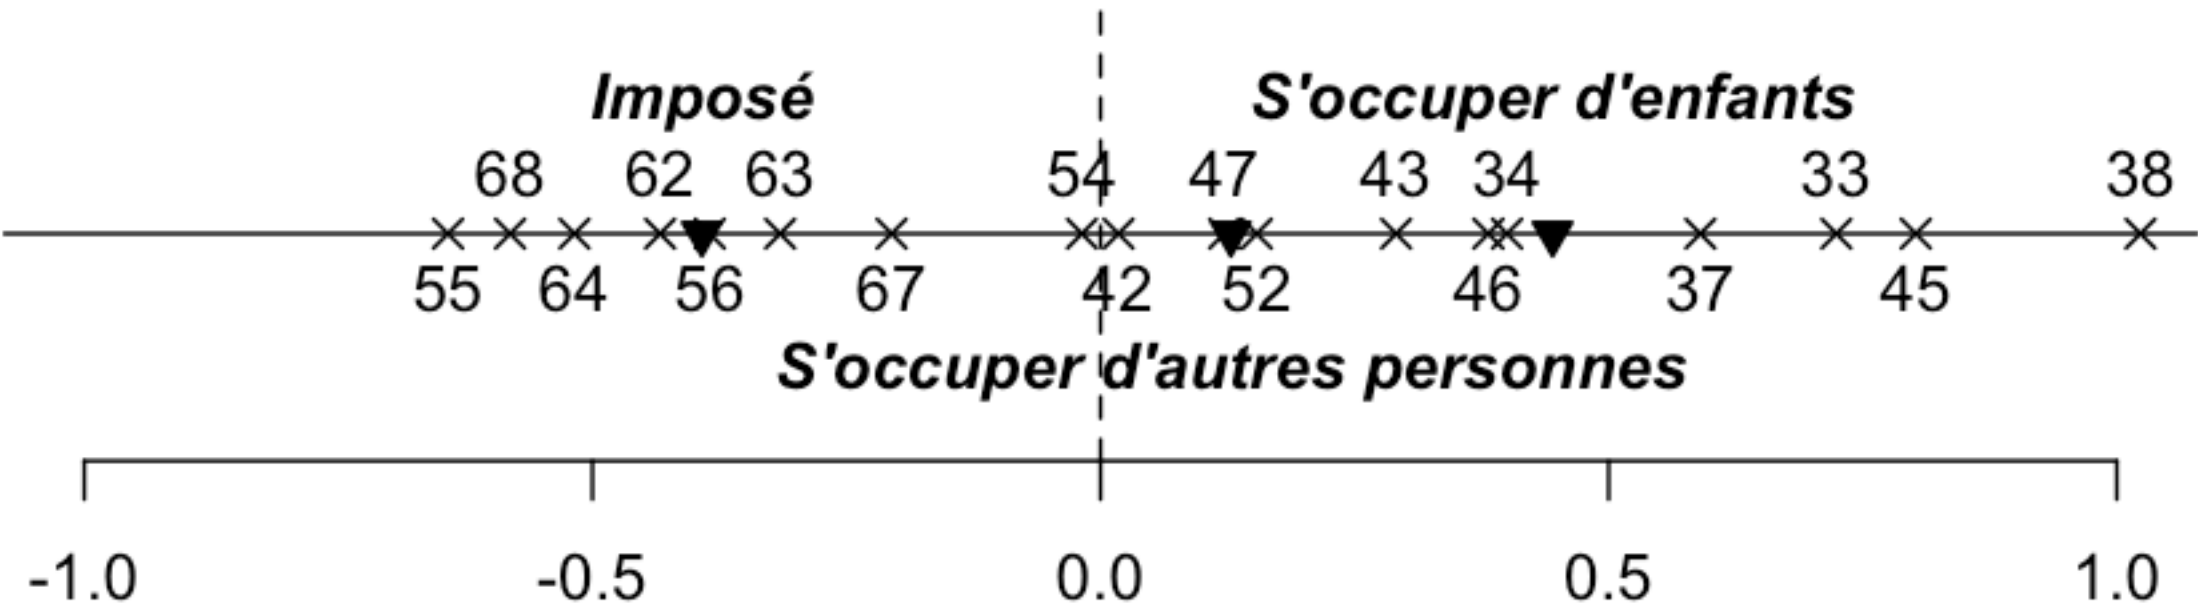 Imposé S'occuper d'enfants
68 62 63 54 47 43 34 33 38
55 64 56 67 42 52 46 37 45
S'occuper d'autres personnes
-1.0 -0.5 0.0 0.5 1.0